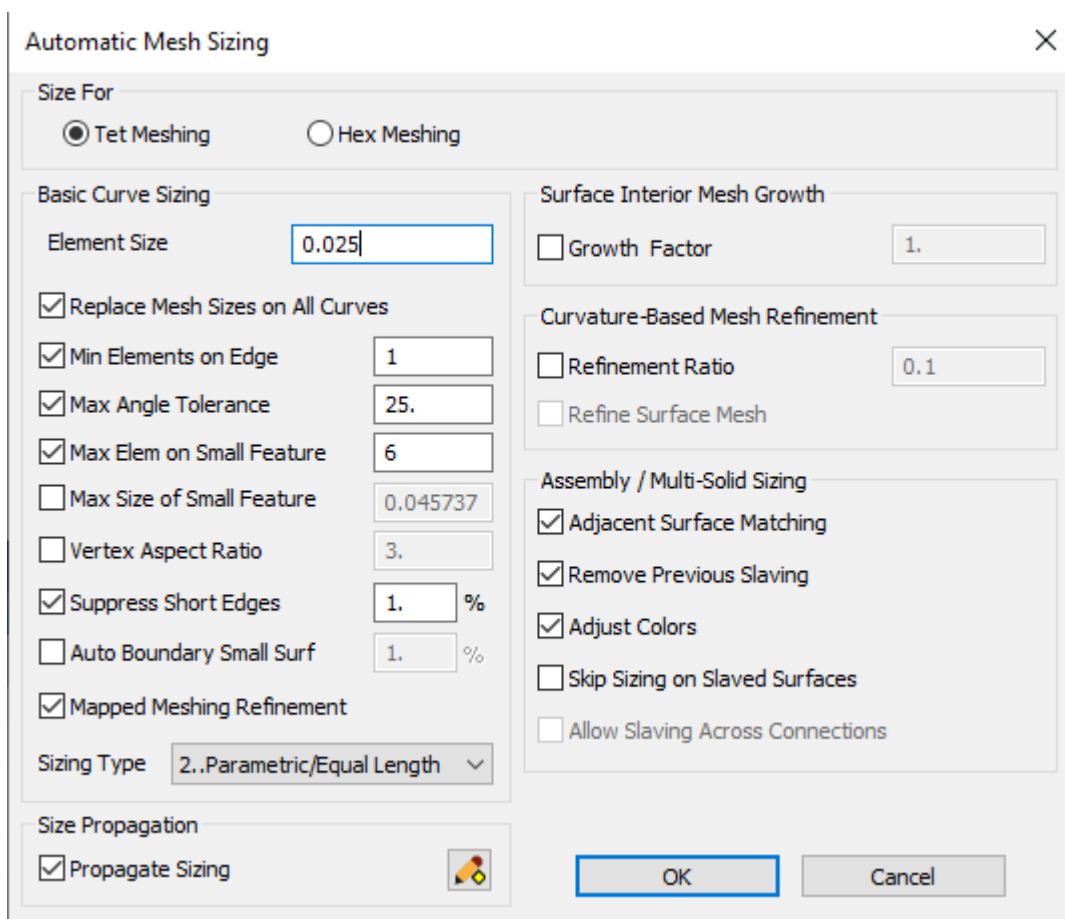 Automatic Mesh Sizing
Size For
Tet Meshing
Hex Meshing
Basic Curve Sizing
Element Size 0.025
Replace Mesh Sizes on All Curves
Min Elements on Edge 1
Max Angle Tolerance 25.
Max Elem on Small Feature 6
Max Size of Small Feature 0.045737
Vertex Aspect Ratio 3.
Suppress Short Edges 1. %
Auto Boundary Small Surf 1. %
Mapped Meshing Refinement
Sizing Type 2..Parametric/Equal Length
Size Propagation
Propagate Sizing
Surface Interior Mesh Growth
Growth Factor 1.
Curvature-Based Mesh Refinement
Refinement Ratio 0.1
Refine Surface Mesh
Assembly / Multi-Solid Sizing
Adjacent Surface Matching
Remove Previous Slaving
Adjust Colors
Skip Sizing on Slaved Surfaces
Allow Slaving Across Connections
OK
Cancel